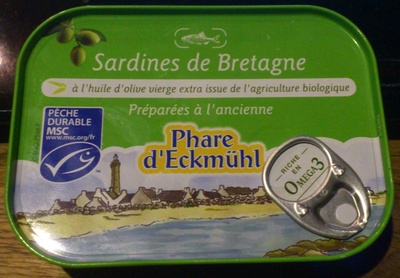 Sardines de Bretagne
à l'huile d'olive vierge extra issue de l'agriculture biologique
Préparées à l'ancienne
PÊCHE
DURABLE
MSC
www.msc.org/fr
Phare
d'Eckmühl
RICHE
EN
OMEGA 3